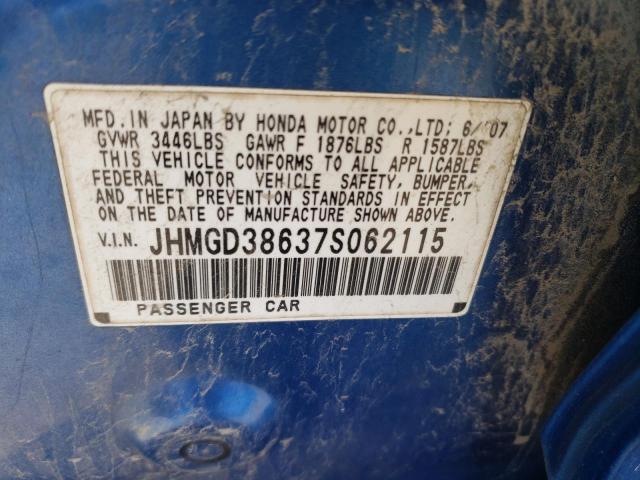 MFD. IN JAPAN BY HONDA MOTOR CO.,LTD; 6/07
GVWR 3446LBS GAWR F 1876LBS R 1587LBS
THIS VEHICLE CONFORMS TO ALL APPLICABLE
FEDERAL MOTOR VEHICLE SAFETY, BUMPER,
AND THEFT PREVENTION STANDARDS IN EFFECT
ON THE DATE OF MANUFACTURE SHOWN ABOVE.
V.I.N. JHMGD38637S062115
PASSENGER CAR